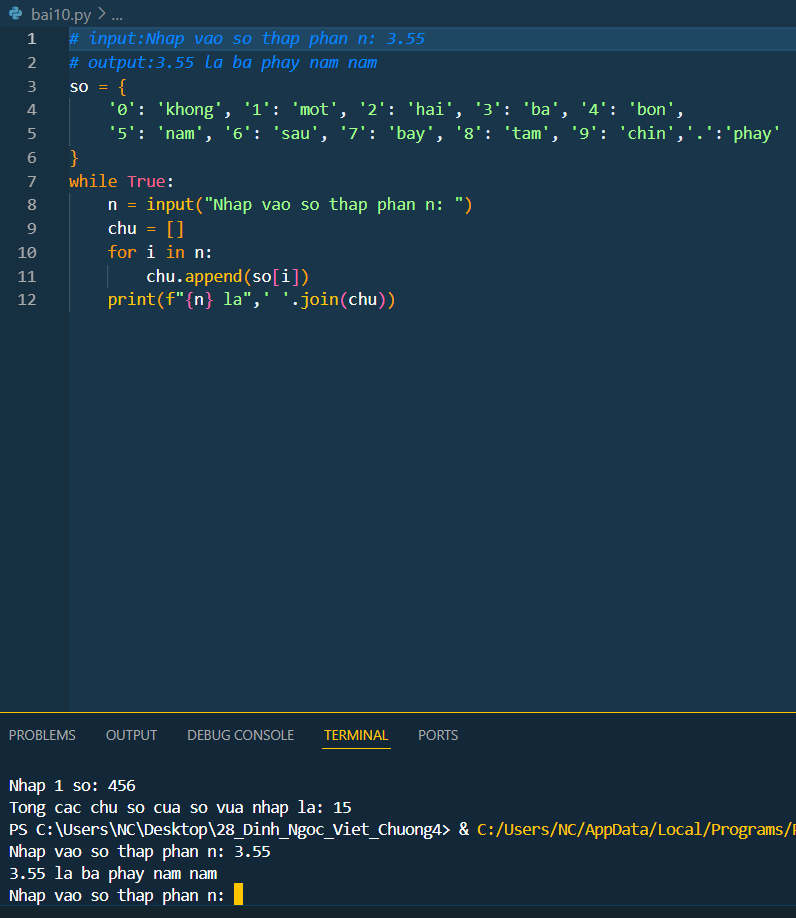 bai10.py > ...
1 # input:Nhap vao so thap phan n: 3.55
2 # output:3.55 la ba phay nam nam
3 so = {
4     '0': 'khong', '1': 'mot', '2': 'hai', '3': 'ba', '4': 'bon',
5     '5': 'nam', '6': 'sau', '7': 'bay', '8': 'tam', '9': 'chin','.':'phay'
6 }
7 while True:
8     n = input("Nhap vao so thap phan n: ")
9     chu = []
10     for i in n:
11         chu.append(so[i])
12     print(f"{n} la",' '.join(chu))
PROBLEMS OUTPUT DEBUG CONSOLE TERMINAL PORTS
Nhap 1 so: 456
Tong cac chu so cua so vua nhap la: 15
PS C:\Users\NC\Desktop\28_Dinh_Ngoc_Viet_Chuong4> & C:/Users/NC/AppData/Local/Programs/
Nhap vao so thap phan n: 3.55
3.55 la ba phay nam nam
Nhap vao so thap phan n: